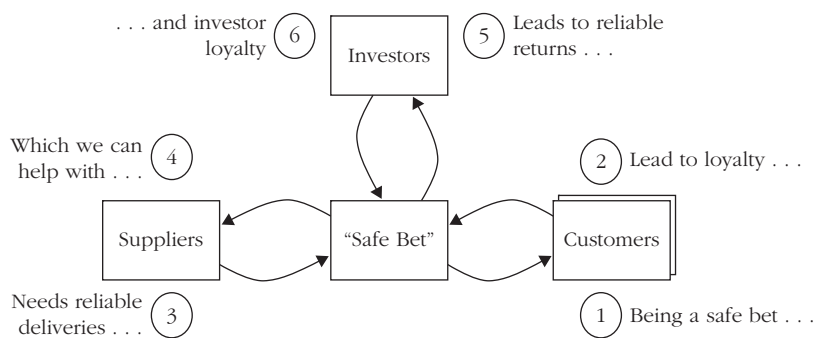 . . . and investor
loyalty
6
Investors
5
Leads to reliable
returns . . .
Which we can
help with . . .
4
2
Lead to loyalty . . .
Suppliers
“Safe Bet”
Customers
Needs reliable
deliveries . . .
3
1
Being a safe bet . . .